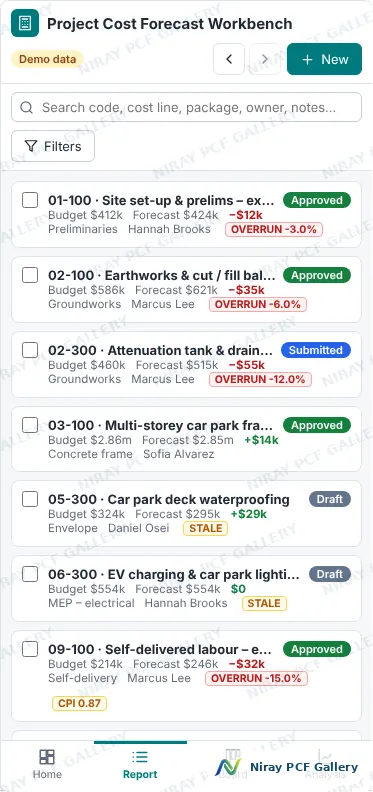 Project Cost Forecast Workbench
Demo data
+ New
Search code, cost line, package, owner, notes...
Filters
01-100 · Site set-up & prelims – ex... Approved
Budget $412k Forecast $424k −$12k
Preliminaries Hannah Brooks OVERRUN -3.0%
02-100 · Earthworks & cut / fill bal... Approved
Budget $586k Forecast $621k −$35k
Groundworks Marcus Lee OVERRUN -6.0%
02-300 · Attenuation tank & drain... Submitted
Budget $460k Forecast $515k −$55k
Groundworks Marcus Lee OVERRUN -12.0%
03-100 · Multi-storey car park fra... Approved
Budget $2.86m Forecast $2.85m +$14k
Concrete frame Sofia Alvarez
05-300 · Car park deck waterproofing Draft
Budget $324k Forecast $295k +$29k
Envelope Daniel Osei STALE
06-300 · EV charging & car park lighti... Draft
Budget $554k Forecast $554k $0
MEP – electrical Hannah Brooks STALE
09-100 · Self-delivered labour – e... Approved
Budget $214k Forecast $246k −$32k
Self-delivery Marcus Lee OVERRUN -15.0%
CPI 0.87
Home Report Board Analysis
Niray PCF Gallery
NIRAY PCF GALLERY